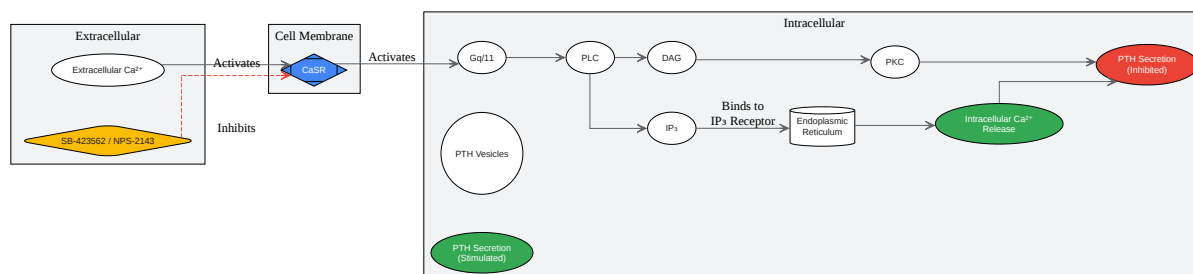 Extracellular
Cell Membrane
Intracellular
Extracellular Ca²⁺
Activates
CaSR
Activates
Gq/11
PLC
DAG
PKC
PTH Secretion
(Inhibited)
SB-423562 / NPS-2143
Inhibits
IP₃
Binds to
IP₃ Receptor
Endoplasmic
Reticulum
Intracellular Ca²⁺
Release
PTH Vesicles
PTH Secretion
(Stimulated)